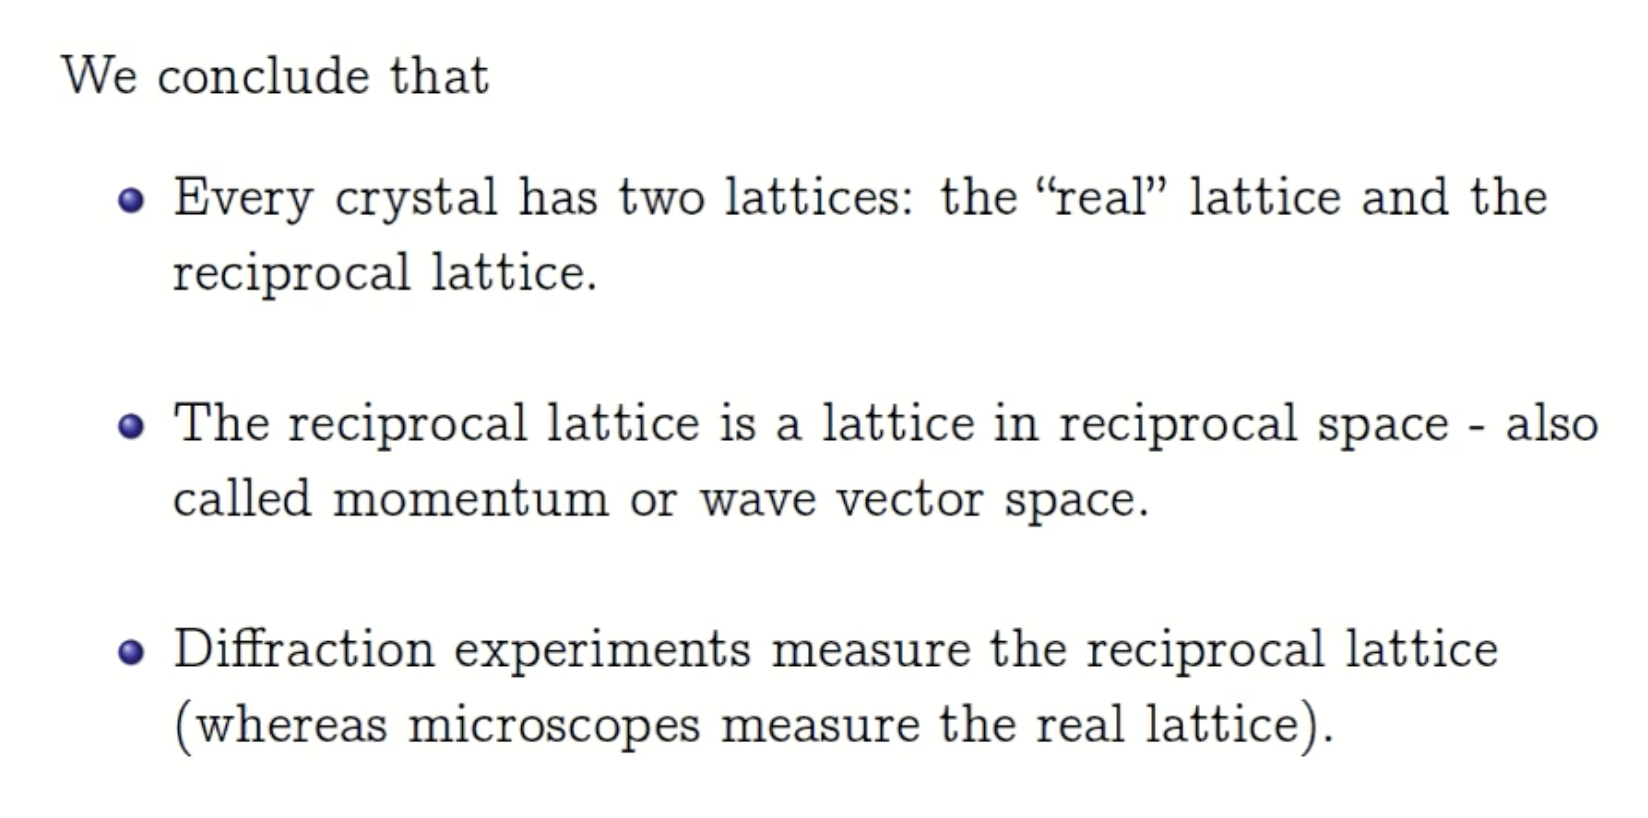 We conclude that
Every crystal has two lattices: the “real” lattice and the
reciprocal lattice.
The reciprocal lattice is a lattice in reciprocal space - also
called momentum or wave vector space.
Diffraction experiments measure the reciprocal lattice
(whereas microscopes measure the real lattice).